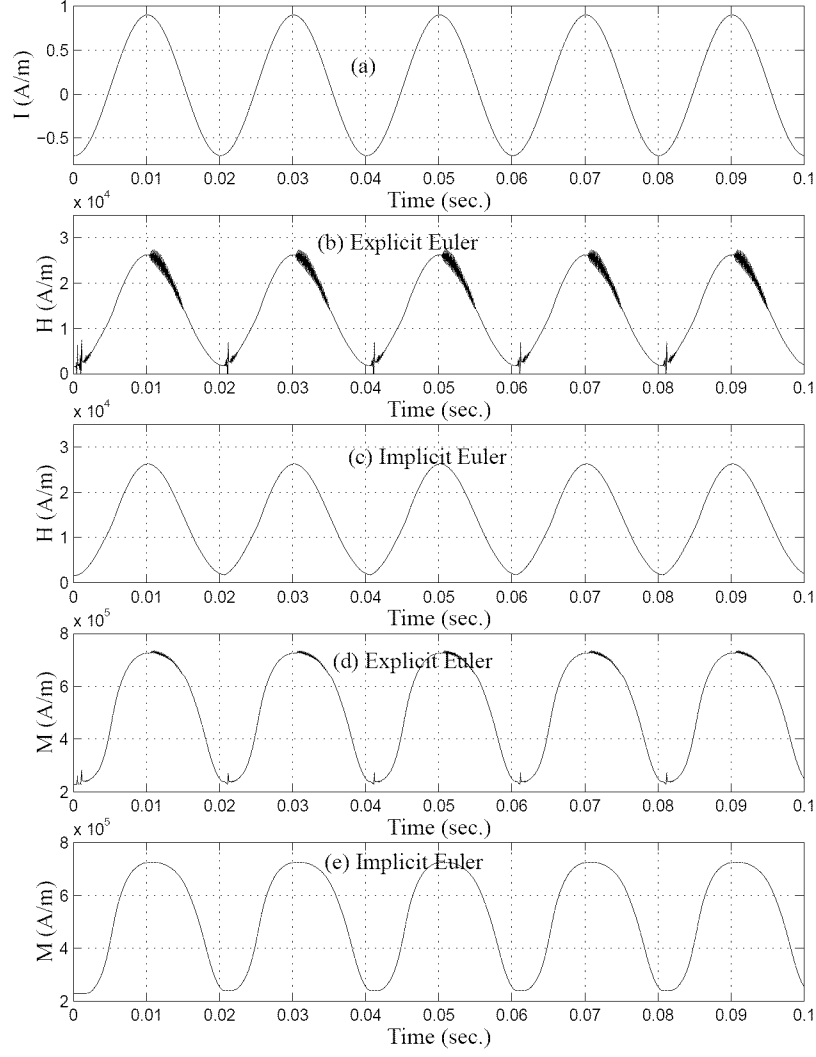 1
0.5
0
−0.5
I (A/m)
(a)
0 0.01 0.02 0.03 0.04 0.05 0.06 0.07 0.08 0.09 0.1
Time (sec.)
x 10^4
3
2
1
0
H (A/m)
(b) Explicit Euler
0 0.01 0.02 0.03 0.04 0.05 0.06 0.07 0.08 0.09 0.1
Time (sec.)
x 10^4
3
2
1
0
H (A/m)
(c) Implicit Euler
0 0.01 0.02 0.03 0.04 0.05 0.06 0.07 0.08 0.09 0.1
Time (sec.)
x 10^5
8
6
4
2
M (A/m)
(d) Explicit Euler
0 0.01 0.02 0.03 0.04 0.05 0.06 0.07 0.08 0.09 0.1
Time (sec.)
x 10^5
8
6
4
2
M (A/m)
(e) Implicit Euler
0 0.01 0.02 0.03 0.04 0.05 0.06 0.07 0.08 0.09 0.1
Time (sec.)